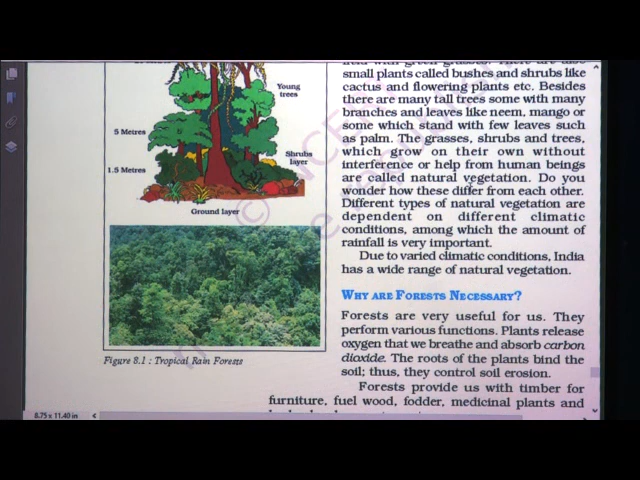 Young
trees
5 Metres
Shrubs
layer
1.5 Metres
Ground layer
Figure 8.1 : Tropical Rain Forests
field with green grasses. There are also
small plants called bushes and shrubs like
cactus and flowering plants etc. Besides
there are many tall trees some with many
branches and leaves like neem, mango or
some which stand with few leaves such
as palm. The grasses, shrubs and trees,
which grow on their own without
interference or help from human beings
are called natural vegetation. Do you
wonder how these differ from each other.
Different types of natural vegetation are
dependent on different climatic
conditions, among which the amount of
rainfall is very important.
Due to varied climatic conditions, India
has a wide range of natural vegetation.
WHY ARE FORESTS NECESSARY?
Forests are very useful for us. They
perform various functions. Plants release
oxygen that we breathe and absorb carbon
dioxide. The roots of the plants bind the
soil; thus, they control soil erosion.
Forests provide us with timber for
furniture, fuel wood, fodder, medicinal plants and
8.75 x 11.40 in